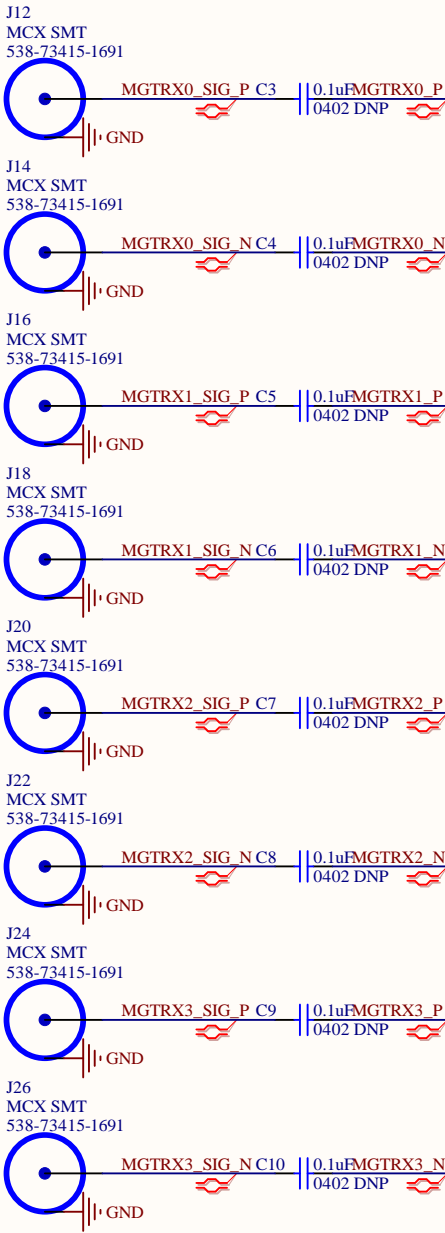 J12
MCX SMT
538-73415-1691
MGTRX0_SIG_P C3 0.1uF MGTRX0_P
0402 DNP
GND
J14
MCX SMT
538-73415-1691
MGTRX0_SIG_N C4 0.1uF MGTRX0_N
0402 DNP
GND
J16
MCX SMT
538-73415-1691
MGTRX1_SIG_P C5 0.1uF MGTRX1_P
0402 DNP
GND
J18
MCX SMT
538-73415-1691
MGTRX1_SIG_N C6 0.1uF MGTRX1_N
0402 DNP
GND
J20
MCX SMT
538-73415-1691
MGTRX2_SIG_P C7 0.1uF MGTRX2_P
0402 DNP
GND
J22
MCX SMT
538-73415-1691
MGTRX2_SIG_N C8 0.1uF MGTRX2_N
0402 DNP
GND
J24
MCX SMT
538-73415-1691
MGTRX3_SIG_P C9 0.1uF MGTRX3_P
0402 DNP
GND
J26
MCX SMT
538-73415-1691
MGTRX3_SIG_N C10 0.1uF MGTRX3_N
0402 DNP
GND